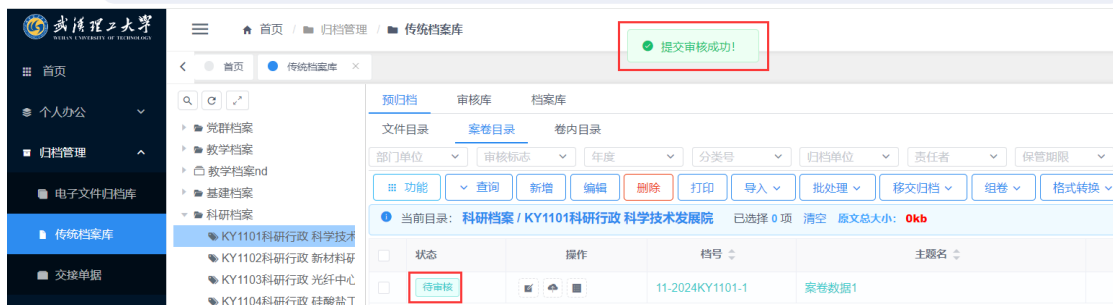 武汉理工大学
WUHAN UNIVERSITY OF TECHNOLOGY
首页 / 归档管理 / 传统档案库
提交审核成功！
首页
个人办公
归档管理
电子文件归档库
传统档案库
交接单据
首页 传统档案库 ×
党群档案
教学档案
教学档案nd
基建档案
科研档案
KY1101科研行政 科学技术
KY1102科研行政 新材料研
KY1103科研行政 光纤中心
KY1104科研行政 硅酸盐工
预归档 审核库 档案库
文件目录 案卷目录 卷内目录
部门单位 审核标志 年度 分类号 归档单位 责任者 保管期限
功能 查询 新增 编辑 删除 打印 导入 批处理 移交归档 组卷 格式转换
当前目录： 科研档案 / KY1101科研行政 科学技术发展院 已选择 0 项 清空 原文总大小： 0kb
状态 操作 档号 主题名
待审核 11-2024KY1101-1 案卷数据1